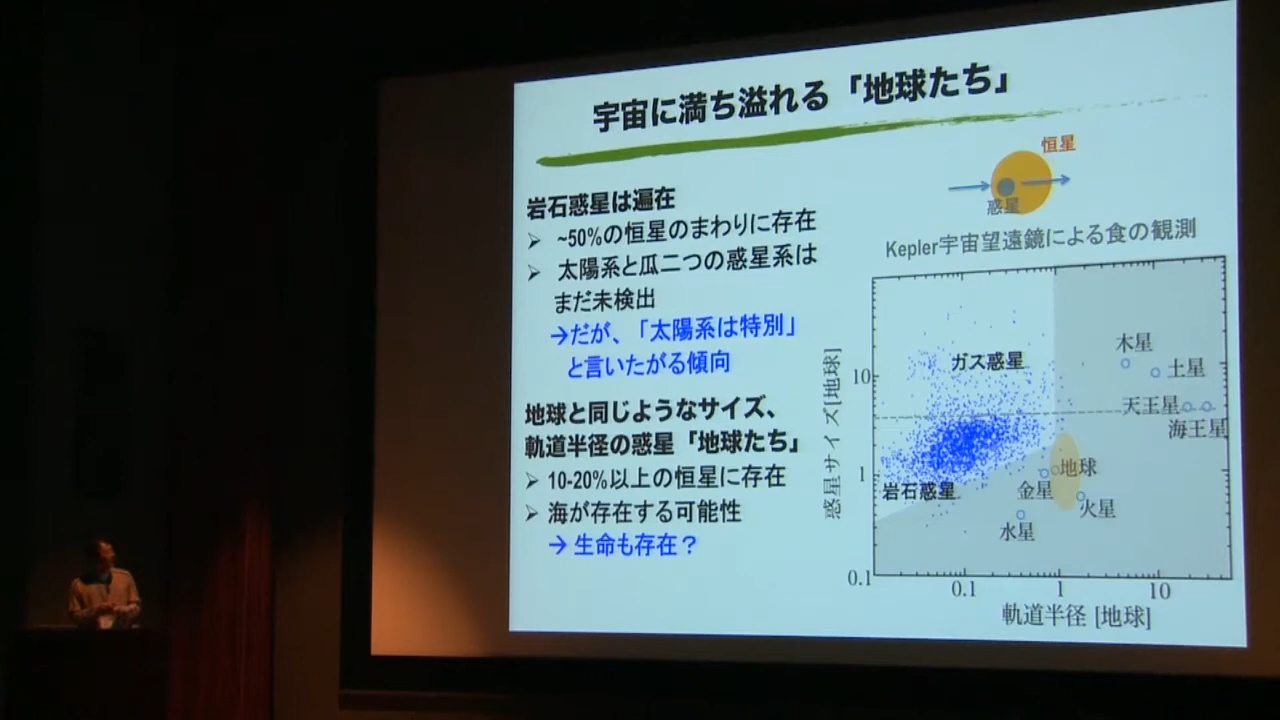 宇宙に満ち溢れる「地球たち」
岩石惑星は遍在
➢ ~50%の恒星のまわりに存在
➢ 太陽系と瓜二つの惑星系は
まだ未検出
→だが、「太陽系は特別」
と言いたがる傾向
地球と同じようなサイズ、
軌道半径の惑星「地球たち」
➢ 10-20%以上の恒星に存在
➢ 海が存在する可能性
→ 生命も存在？
恒星
惑星
Kepler宇宙望遠鏡による食の観測
惑星サイズ[地球]
10
1
0.1
ガス惑星
岩石惑星
木星
土星
天王星
海王星
地球
金星
火星
水星
0.1
1
10
軌道半径 [地球]